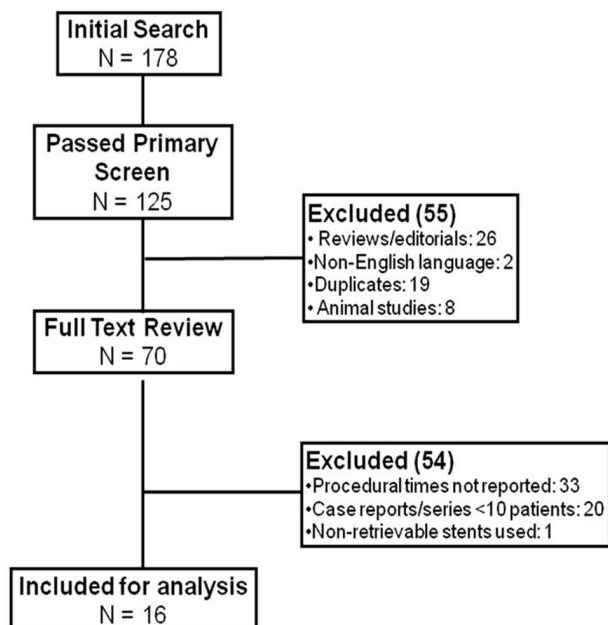 Initial Search
N = 178
Passed Primary
Screen
N = 125
Excluded (55)
• Reviews/editorials: 26
•Non-English language: 2
•Duplicates: 19
• Animal studies: 8
Full Text Review
N = 70
Excluded (54)
•Procedural times not reported: 33
•Case reports/series <10 patients: 20
•Non-retrievable stents used: 1
Included for analysis
N = 16